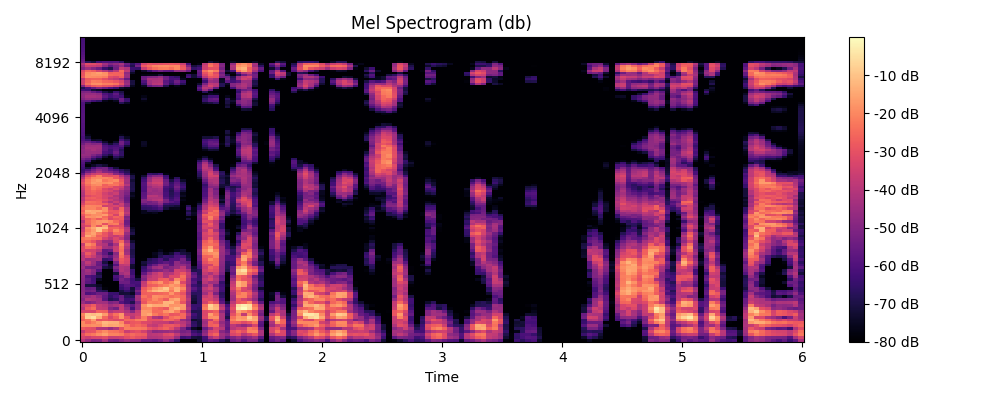 Mel Spectrogram (db)
8192
4096
2048
1024
512
0
Hz
0 1 2 3 4 5 6
Time
-10 dB
-20 dB
-30 dB
-40 dB
-50 dB
-60 dB
-70 dB
-80 dB